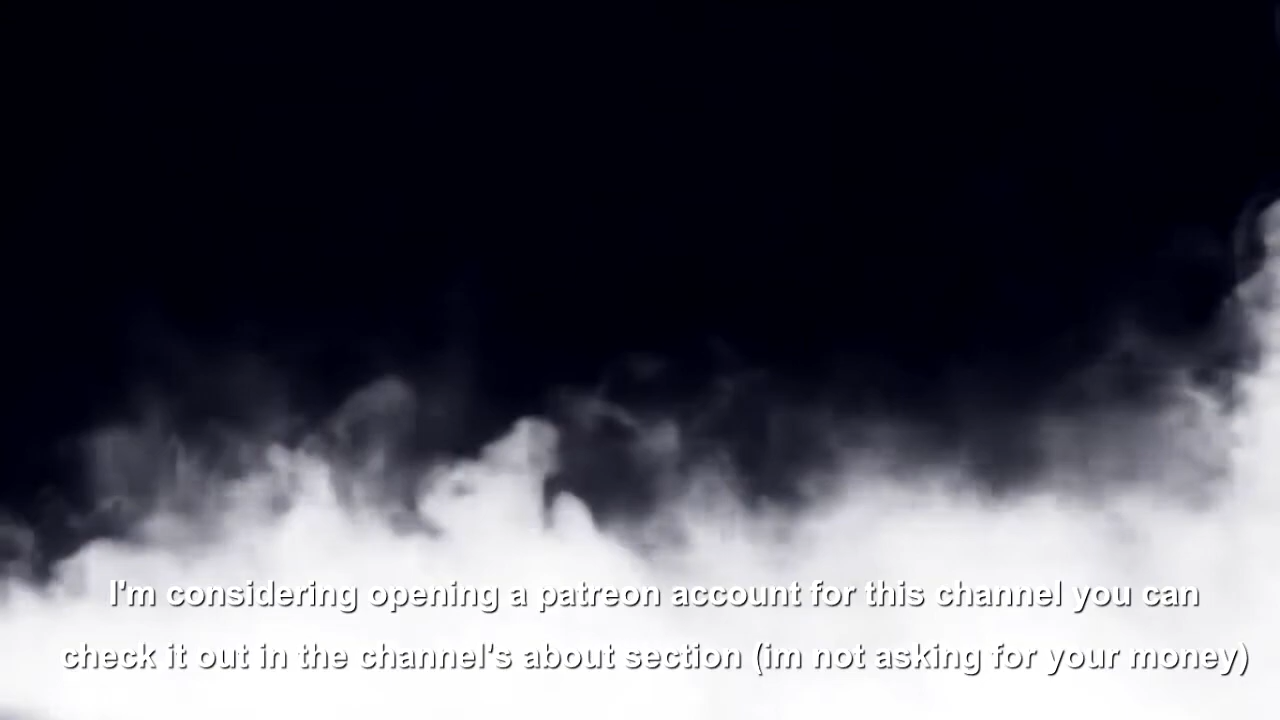 I'm considering opening a patreon account for this channel you can
check it out in the channel's about section (im not asking for your money)